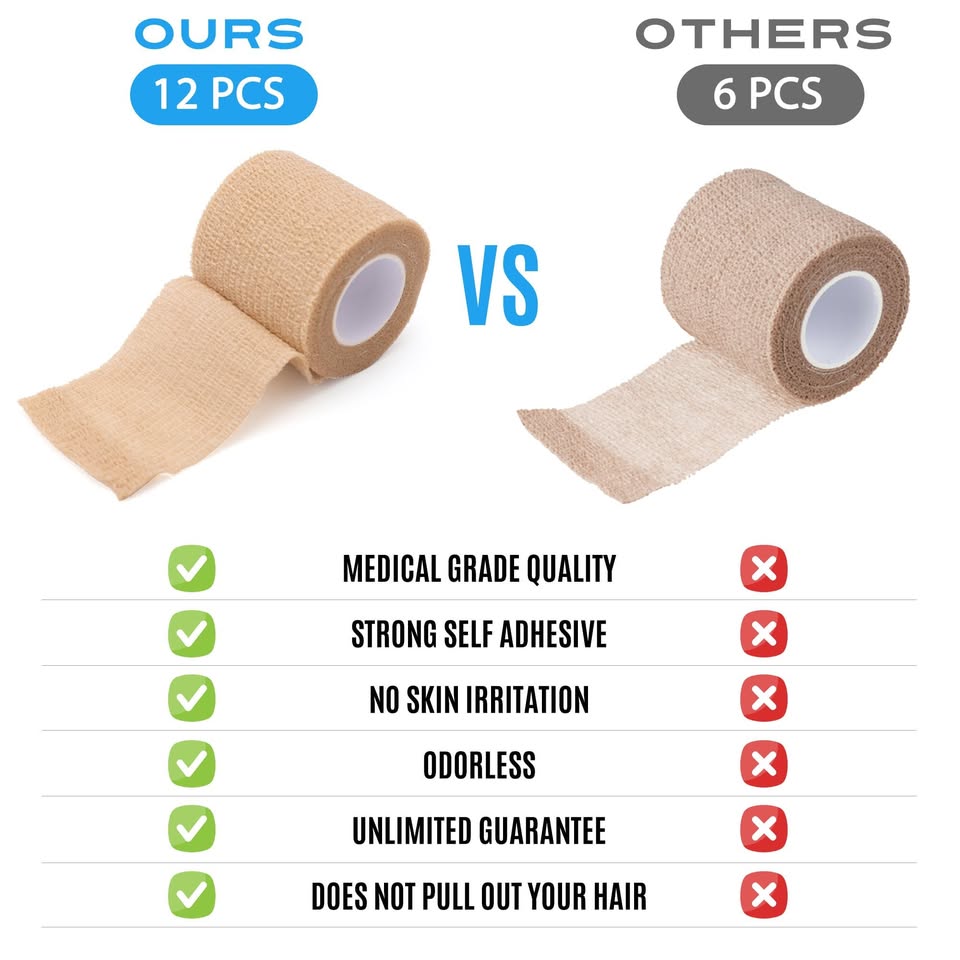 OURS
OTHERS
12 PCS
6 PCS
VS
MEDICAL GRADE QUALITY
STRONG SELF ADHESIVE
NO SKIN IRRITATION
ODORLESS
UNLIMITED GUARANTEE
DOES NOT PULL OUT YOUR HAIR